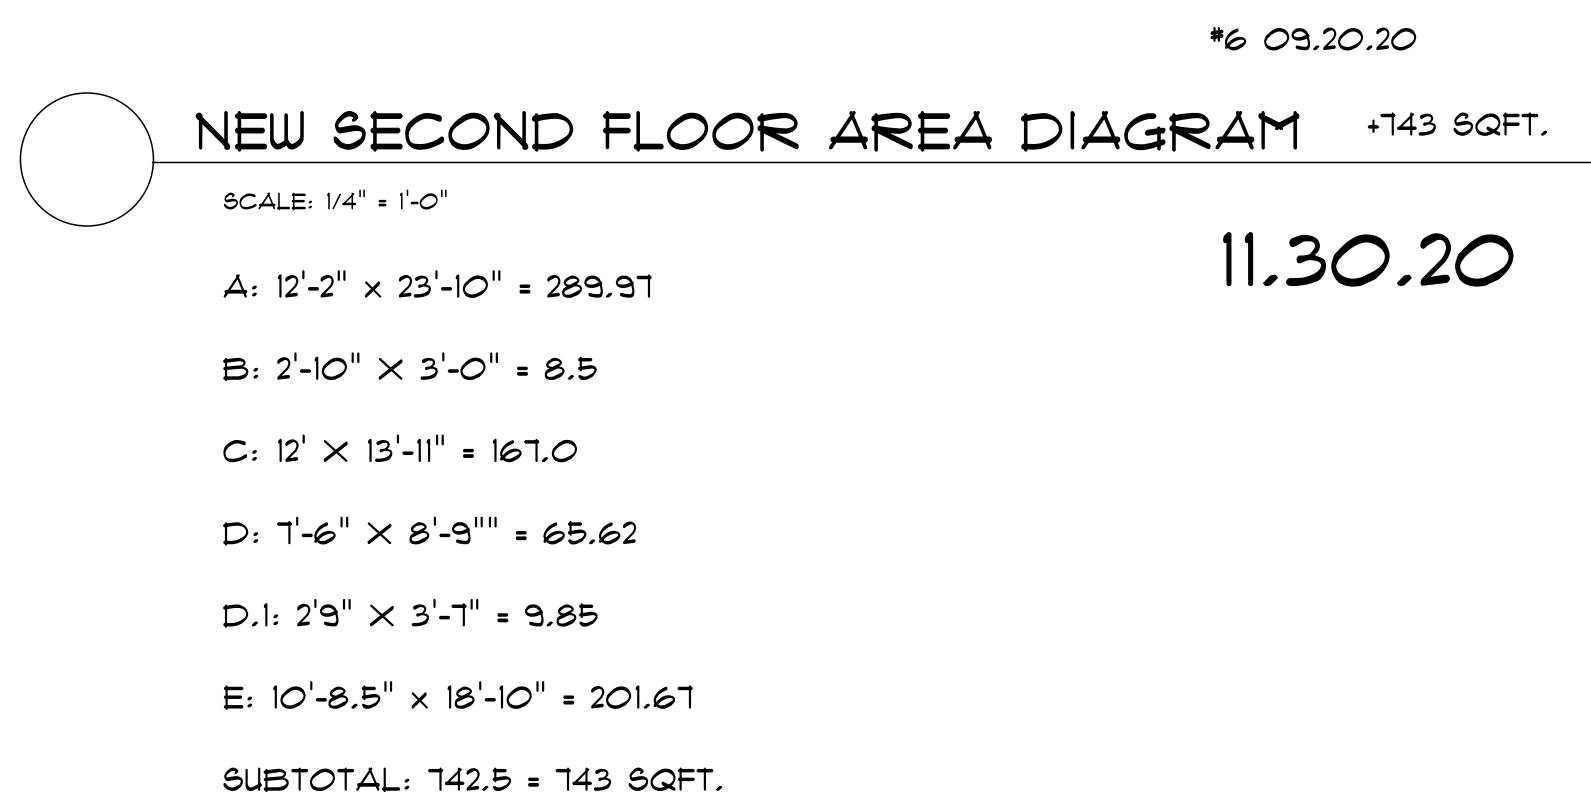 #6 09.20.20
NEW SECOND FLOOR AREA DIAGRAM +743 SQFT.
SCALE: 1/4" = 1'-0"
11.30.20
A: 12'-2" x 23'-10" = 289.97
B: 2'-10" X 3'-0" = 8.5
C: 12' X 13'-11" = 167.0
D: 7'-6" X 8'-9"" = 65.62
D.1: 2'9" X 3'-7" = 9.85
E: 10'-8.5" x 18'-10" = 201.67
SUBTOTAL: 742.5 = 743 SQFT.